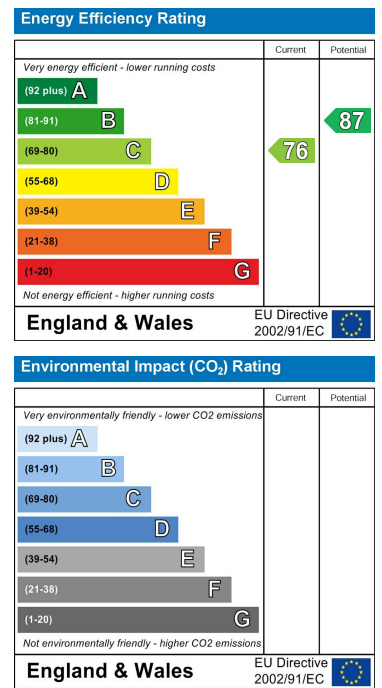 Energy Efficiency Rating
Current Potential
Very energy efficient - lower running costs
(92 plus) A
(81-91) B
87
(69-80) C
76
(55-68) D
(39-54) E
(21-38) F
(1-20) G
Not energy efficient - higher running costs
England & Wales
EU Directive
2002/91/EC
Environmental Impact (CO₂) Rating
Current Potential
Very environmentally friendly - lower CO2 emissions
(92 plus) A
(81-91) B
(69-80) C
(55-68) D
(39-54) E
(21-38) F
(1-20) G
Not environmentally friendly - higher CO2 emissions
England & Wales
EU Directive
2002/91/EC